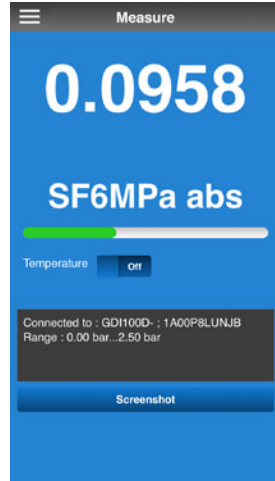 Measure
0.0958
SF6MPa abs
Temperature Off
Connected to : GDI100D- ; 1A00P8LUNJB
Range : 0.00 bar...2.50 bar
Screenshot